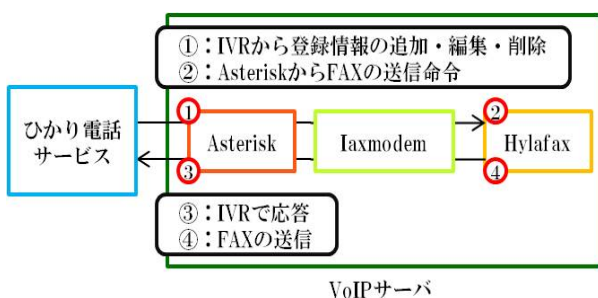 ①：IVRから登録情報の追加・編集・削除
②：AsteriskからFAXの送信命令
ひかり電話
サービス
①
Asterisk
Iaxmodem
②
Hylafax
③
④
③：IVRで応答
④：FAXの送信
VoIPサーバ